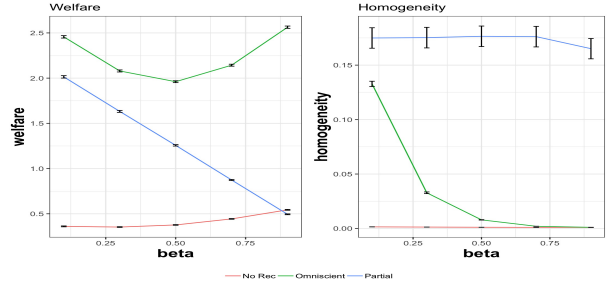 Welfare
2.5
2.0
1.5
1.0
0.5
welfare
0.25
0.50
0.75
beta
Homogeneity
0.15
0.10
0.05
0.00
homogeneity
0.25
0.50
0.75
beta
No Rec Omniscient Partial